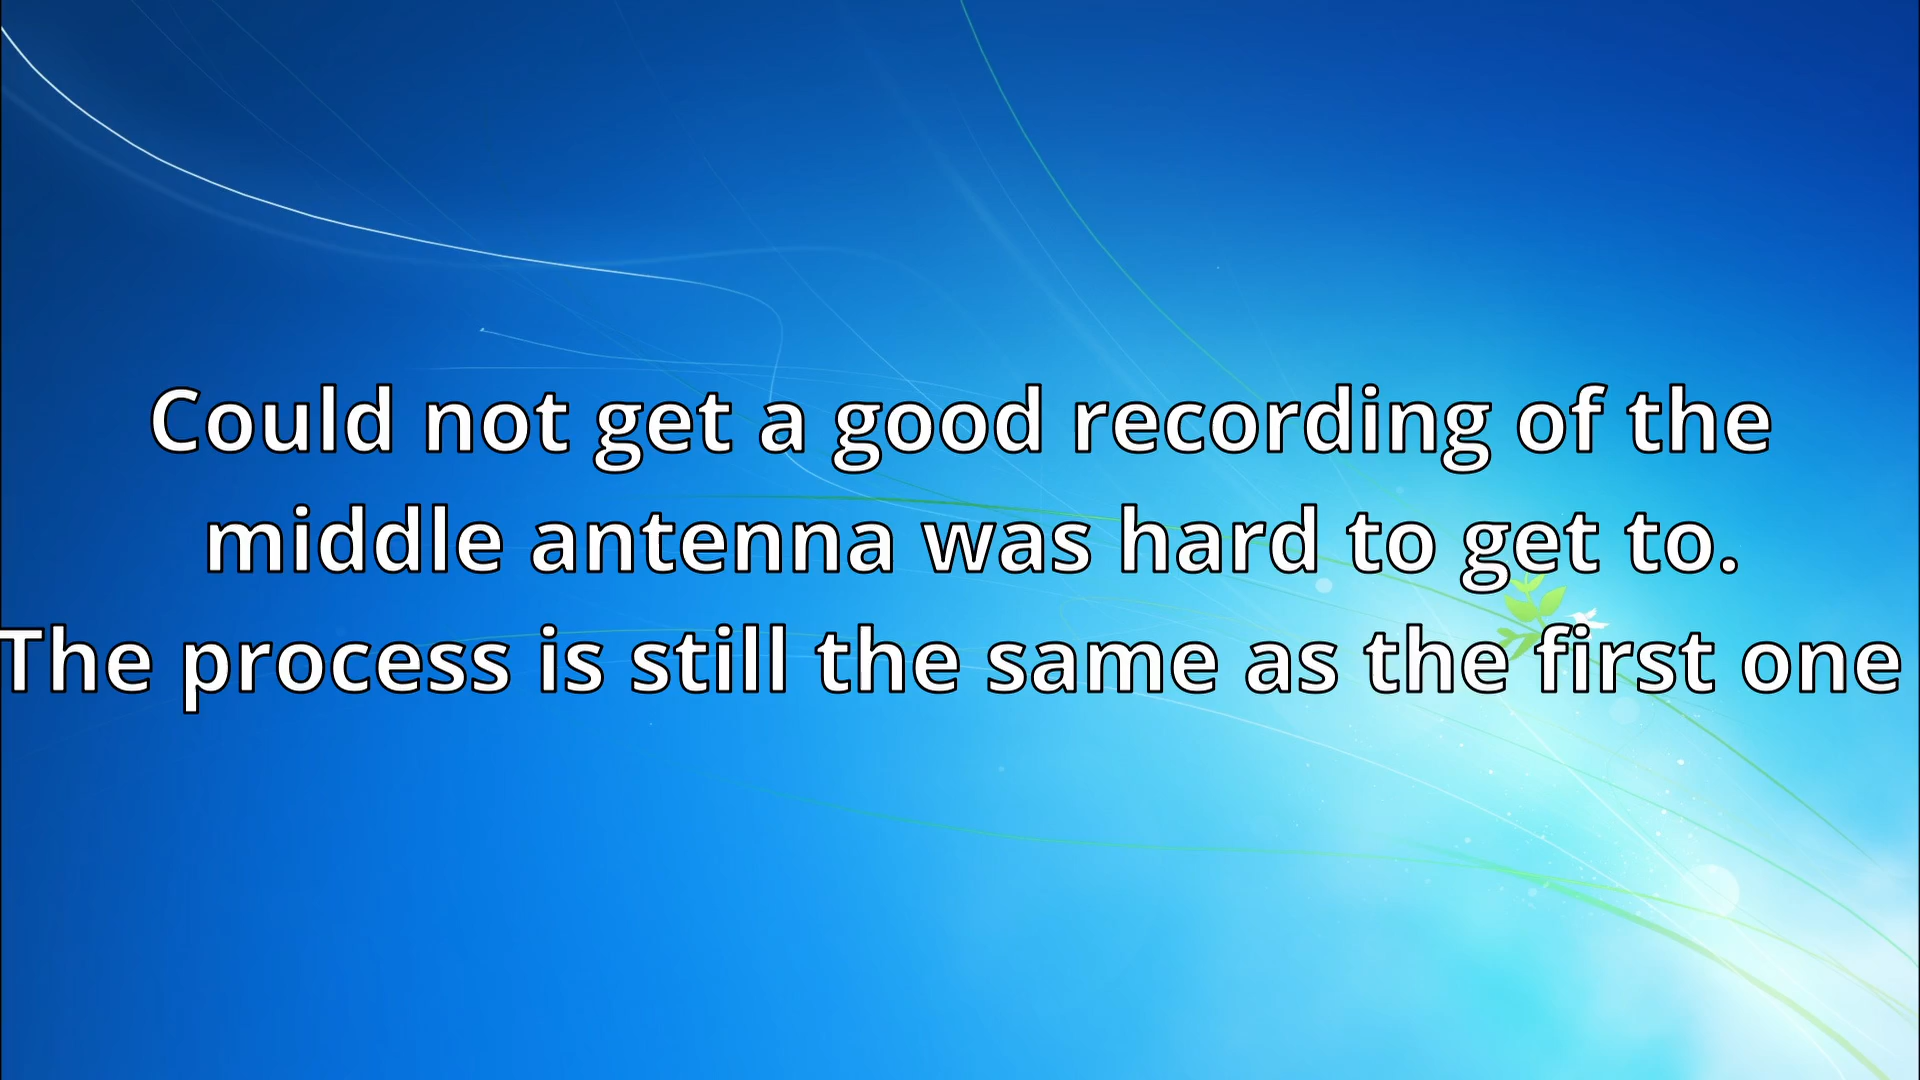 Could not get a good recording of the
middle antenna was hard to get to.
The process is still the same as the first one